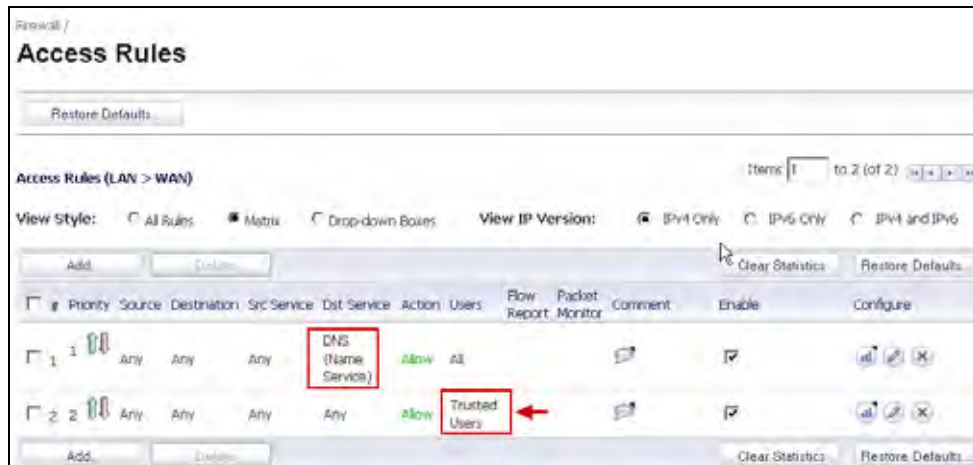 Firewall /
Access Rules
Restore Defaults
Access Rules (LAN > WAN)
Items 1 to 2 (of 2)
View Style: All Rules Matrix Drop-down Boxes View IP Version: IPv4 Only IPv6 Only IPv4 and IPv6
Add... Delete... Clear Statistics Restore Defaults
# Priority Source Destination Src Service Dst Service Action Users Flow Report Packet Monitor Comment Enable Configure
1 1 Any Any Any DNS (Name Service) Allow All
2 2 Any Any Any Any Allow Trusted Users
Add... Delete... Clear Statistics Restore Defaults